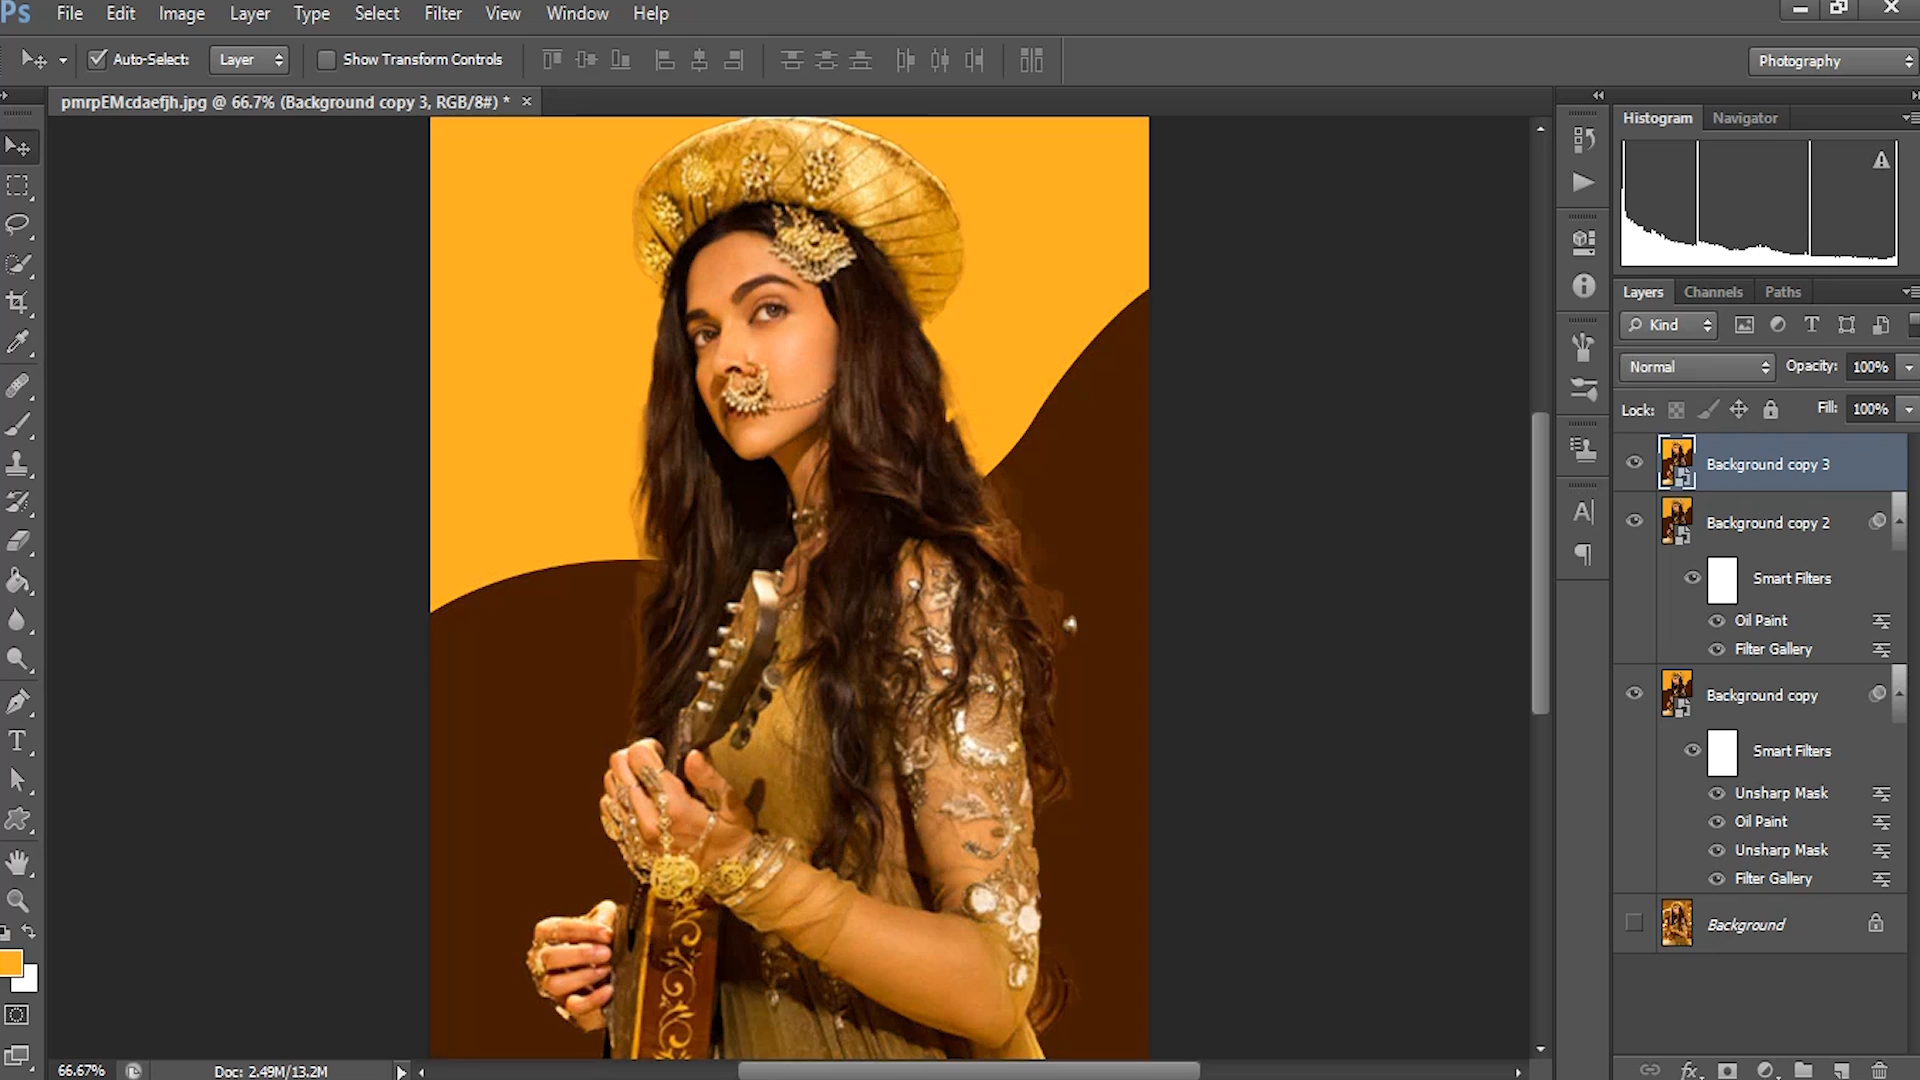 Ps File Edit Image Layer Type Select Filter View Window Help
Auto-Select: Layer Show Transform Controls Photography
pmrpEMcdaefjh.jpg @ 66.7% (Background copy 3, RGB/8#) * ×
Histogram Navigator
Layers Channels Paths
Kind
Normal Opacity: 100%
Lock: Fill: 100%
Background copy 3
Background copy 2
Smart Filters
Oil Paint
Filter Gallery
Background copy
Smart Filters
Unsharp Mask
Oil Paint
Unsharp Mask
Filter Gallery
Background
66.67% Doc: 2.49M/13.2M
fx